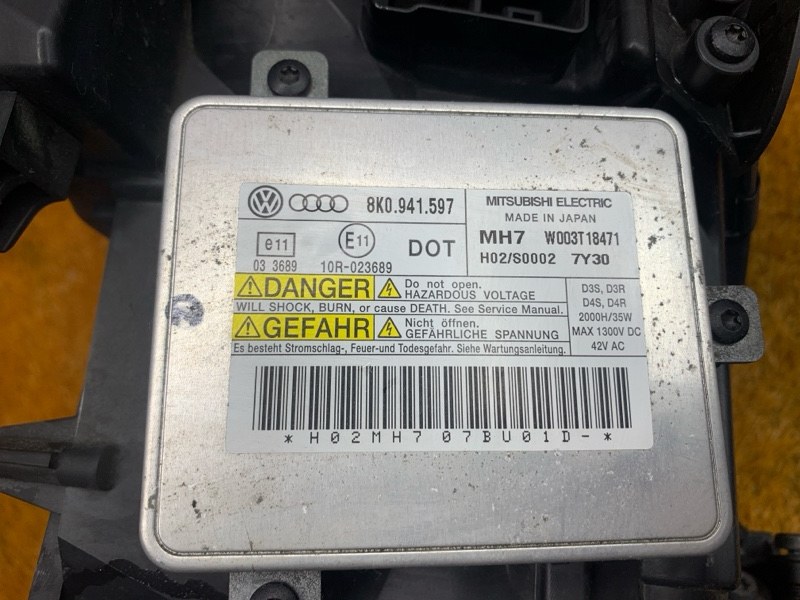 8K0.941.597
MITSUBISHI ELECTRIC
MADE IN JAPAN
e11
E11
DOT
MH7 W003T18471
03 3689 10R-023689
H02/S0002 7Y30
DANGER
Do not open.
HAZARDOUS VOLTAGE
WILL SHOCK, BURN, or cause DEATH. See Service Manual.
GEFAHR
Nicht öffnen.
GEFÄHRLICHE SPANNUNG
Es besteht Stromschlag-, Feuer-und Todesgefahr. Siehe Wartungsanleitung.
D3S, D3R
D4S, D4R
2000H/35W
MAX 1300V DC
42V AC
*H02MH707BU01D-*